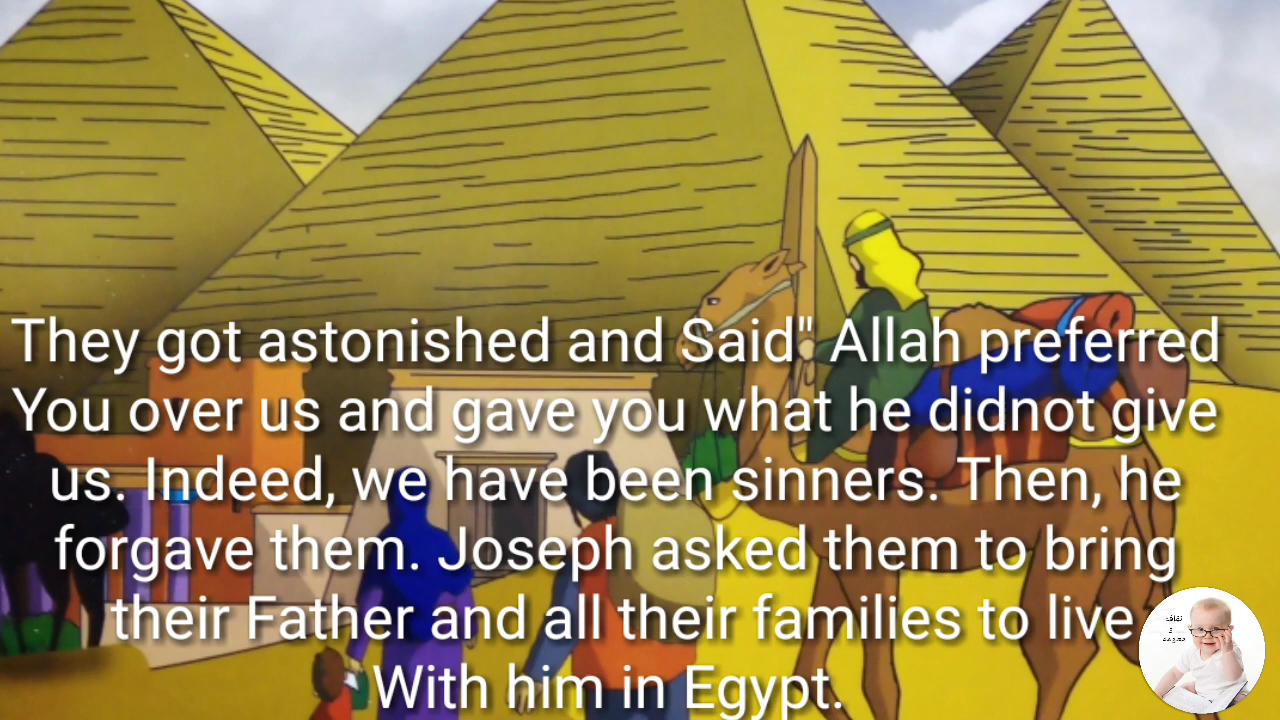 They got astonished and Said" Allah preferred
You over us and gave you what he didnot give
us. Indeed, we have been sinners. Then, he
forgave them. Joseph asked them to bring
their Father and all their families to live
With him in Egypt.
ثقافة
و